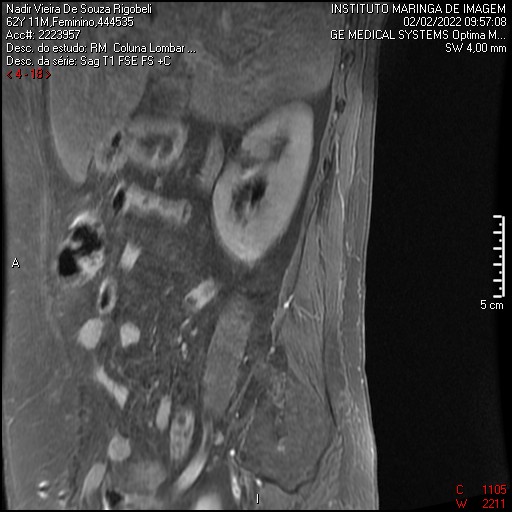 Nadir Vieira De Souza Rigobeli
62Y 11M,Feminino,444535
Acc#: 2223957
Desc. do estudo: RM  Coluna Lombar ...
Desc. da série: Sag T1 FSE FS +C
< 4 - 18 >
INSTITUTO MARINGA DE IMAGEM
02/02/2022 09:57:08
GE MEDICAL SYSTEMS Optima M...
SW 4,00 mm
A
5 cm
I
C 1105
W 2211